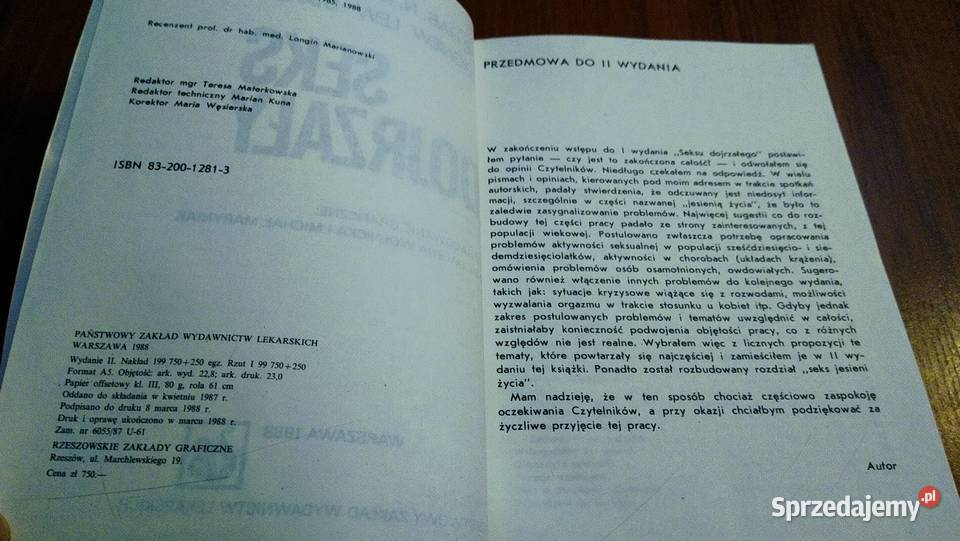 1985, 1988
Recenzent prof. dr hab. med. Longin Marianowski
Redaktor mgr Teresa Materkowska
Redaktor techniczny Marian Kuna
Korektor Maria Węsierska
ISBN 83-200-1281-3
PAŃSTWOWY ZAKŁAD WYDAWNICTW LEKARSKICH
WARSZAWA 1988
Wydanie II. Nakład 199 750+250 egz. Rzut I 99 750+250
Format A5. Objętość: ark. wyd. 22,8; ark. druk. 23,0
Papier offsetowy kl. III, 80 g, rola 61 cm
Oddano do składania w kwietniu 1987 r.
Podpisano do druku 8 marca 1988 r.
Druk i oprawę ukończono w marcu 1988 r.
Zam. nr 6055/87 U-61
RZESZOWSKIE ZAKŁADY GRAFICZNE
Rzeszów, ul. Marchlewskiego 19.
Cena zł 750.—
PRZEDMOWA DO II WYDANIA
W zakończeniu wstępu do I wydania „Seksu dojrzałego" postawi-
łem pytanie — czy jest to zakończona całość? — i odwołałem się
do opinii Czytelników. Niedługo czekałem na odpowiedź. W wielu
pismach i opiniach, kierowanych pod moim adresem w trakcie spotkań
autorskich, padały stwierdzenia, że odczuwany jest niedosyt infor-
macji, szczególnie w części nazwanej „jesienią życia", że było to
zaledwie zasygnalizowanie problemów. Najwięcej sugestii co do roz-
budowy tej części pracy padało ze strony zainteresowanych, z tej
populacji wiekowej. Postulowano zwłaszcza potrzebę opracowania
problemów aktywności seksualnej w populacji sześćdziesięcio- i sie-
demdziesięciolatków, aktywności w chorobach (układach krążenia),
omówienia problemów osób osamotnionych, owdowiałych. Sugero-
wano również włączenie innych problemów do kolejnego wydania,
takich jak: sytuacje kryzysowe wiążące się z rozwodami, możliwości
wyzwalania orgazmu w trakcie stosunku u kobiet itp. Gdyby jednak
zakres postulowanych problemów i tematów uwzględnić w całości,
zaistniałaby konieczność podwojenia objętości pracy, co z różnych
względów nie jest realne. Wybrałem więc z licznych propozycji te
tematy, które powtarzały się najczęściej i zamieściłem je w II wy-
daniu tej książki. Ponadto został rozbudowany rozdział „seks jesieni
życia".
Mam nadzieję, że w ten sposób chociaż częściowo zaspokoję
oczekiwania Czytelników, a przy okazji chciałbym podziękować za
życzliwe przyjęcie tej pracy.
Autor
Sprzedajemy.pl